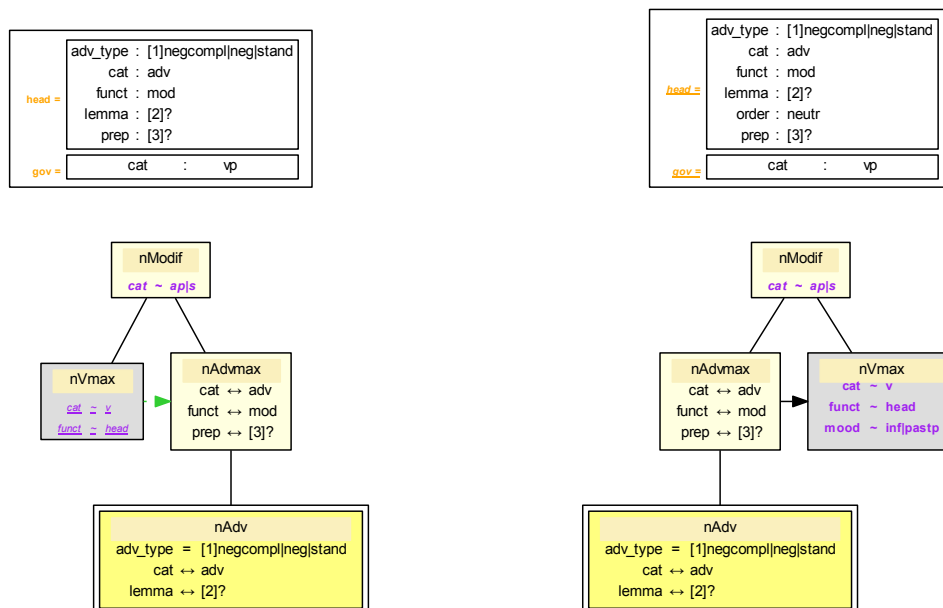 adv_type : [1]negcompl|neg|stand
cat : adv
funct : mod
head =
lemma : [2]?
prep : [3]?
gov =
cat : vp
adv_type : [1]negcompl|neg|stand
cat : adv
funct : mod
head =
lemma : [2]?
order : neutr
prep : [3]?
gov =
cat : vp
nModif
cat ~ ap|s
nVmax
cat ~ v
funct ~ head
nAdvmax
cat ↔ adv
funct ↔ mod
prep ↔ [3]?
nAdv
adv_type = [1]negcompl|neg|stand
cat ↔ adv
lemma ↔ [2]?
nModif
cat ~ ap|s
nAdvmax
cat ↔ adv
funct ↔ mod
prep ↔ [3]?
nVmax
cat ~ v
funct ~ head
mood ~ inf|pastp
nAdv
adv_type = [1]negcompl|neg|stand
cat ↔ adv
lemma ↔ [2]?